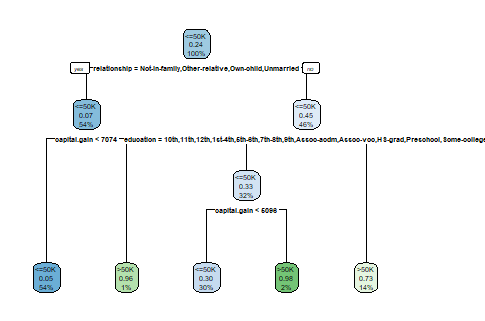 <=50K
0.24
100%
yes relationship = Not-in-family,Other-relative,Own-child,Unmarried no
<=50K
0.07
54%
<=50K
0.45
46%
capital.gain < 7074 education = 10th,11th,12th,1st-4th,5th-6th,7th-8th,9th,Assoc-acdm,Assoc-voc,HS-grad,Preschool,Some-college
<=50K
0.33
32%
capital.gain < 5096
<=50K
0.05
54%
>50K
0.96
1%
<=50K
0.30
30%
>50K
0.98
2%
>50K
0.73
14%